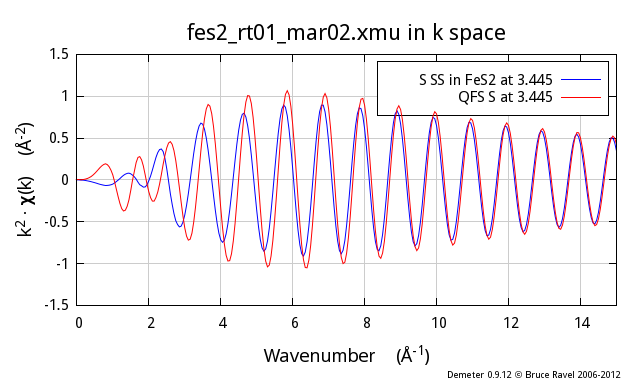 fes2_rt01_mar02.xmu in k space
1.5
S SS in FeS2 at 3.445
QFS S at 3.445
1
0.5
0
-0.5
-1
-1.5
k² · χ(k) (Å⁻²)
0 2 4 6 8 10 12 14
Wavenumber (Å⁻¹)
Demeter 0.9.12 © Bruce Ravel 2006-2012